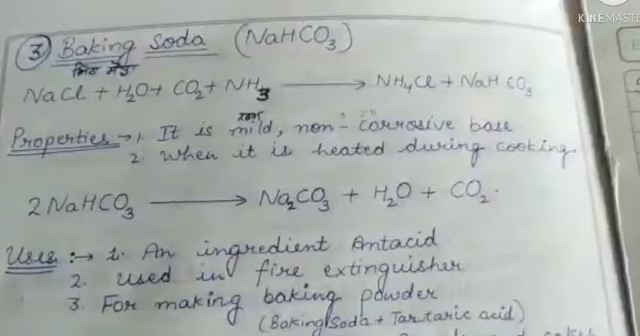 KINEMASTE
③ Baking Soda (NaHCO₃)
ਮਿੱਠਾ ਸੋਡਾ
NaCl + H₂O + CO₂ + NH₃ ⟶ NH₄Cl + NaHCO₃
Properties → 1. It is mild, non-corrosive base
2. When it is heated during cooking
2NaHCO₃ ⟶ Na₂CO₃ + H₂O + CO₂.
Uses :→ 1. An ingredient Antacid
2. Used in fire extinguisher
3. For making baking powder
(Baking Soda + Tartaric acid)